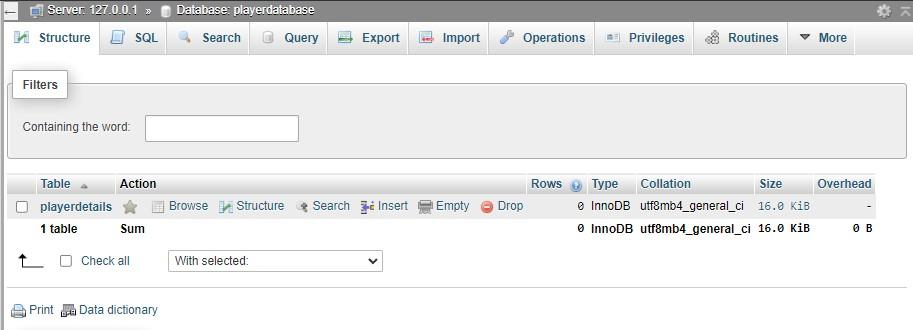 Server: 127.0.0.1 » Database: playerdatabase
Structure SQL Search Query Export Import Operations Privileges Routines More
Filters
Containing the word:
Table Action Rows Type Collation Size Overhead
playerdetails Browse Structure Search Insert Empty Drop 0 InnoDB utf8mb4_general_ci 16.0 KiB -
1 table Sum 0 InnoDB utf8mb4_general_ci 16.0 KiB 0 B
Check all With selected:
Print Data dictionary